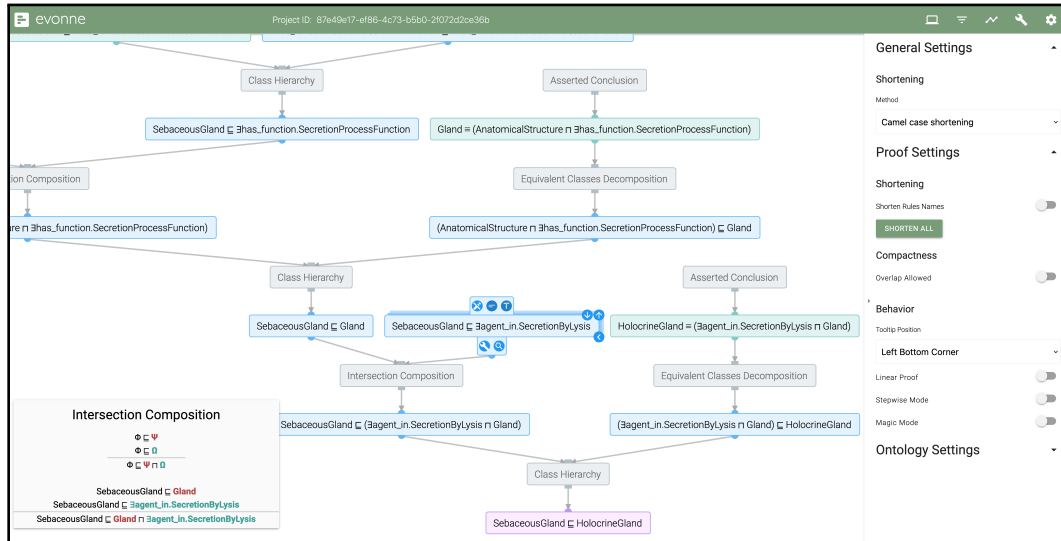 evonne
Project ID: 87e49e17-ef86-4c73-b5b0-2f072d2ce36b
Class Hierarchy
Asserted Conclusion
SebaceousGland ⊑ ∃has_function.SecretionProcessFunction
Gland ≡ (AnatomicalStructure ⊓ ∃has_function.SecretionProcessFunction)
Composition
Equivalent Classes Decomposition
⊓ ∃has_function.SecretionProcessFunction)
(AnatomicalStructure ⊓ ∃has_function.SecretionProcessFunction) ⊑ Gland
Class Hierarchy
Asserted Conclusion
T
SebaceousGland ⊑ Gland
SebaceousGland ⊑ ∃agent_in.SecretionByLysis
HolocrineGland ≡ (∃agent_in.SecretionByLysis ⊓ Gland)
Intersection Composition
Equivalent Classes Decomposition
SebaceousGland ⊑ (∃agent_in.SecretionByLysis ⊓ Gland)
(∃agent_in.SecretionByLysis ⊓ Gland) ⊑ HolocrineGland
Class Hierarchy
SebaceousGland ⊑ HolocrineGland
Intersection Composition
Φ ⊑ Ψ
Φ ⊑ Ω
Φ ⊑ Ψ ⊓ Ω
SebaceousGland ⊑ Gland
SebaceousGland ⊑ ∃agent_in.SecretionByLysis
SebaceousGland ⊑ Gland ⊓ ∃agent_in.SecretionByLysis
General Settings
Shortening
Method
Camel case shortening
Proof Settings
Shortening
Shorten Rules Names
SHORTEN ALL
Compactness
Overlap Allowed
Behavior
Tooltip Position
Left Bottom Corner
Linear Proof
Stepwise Mode
Magic Mode
Ontology Settings